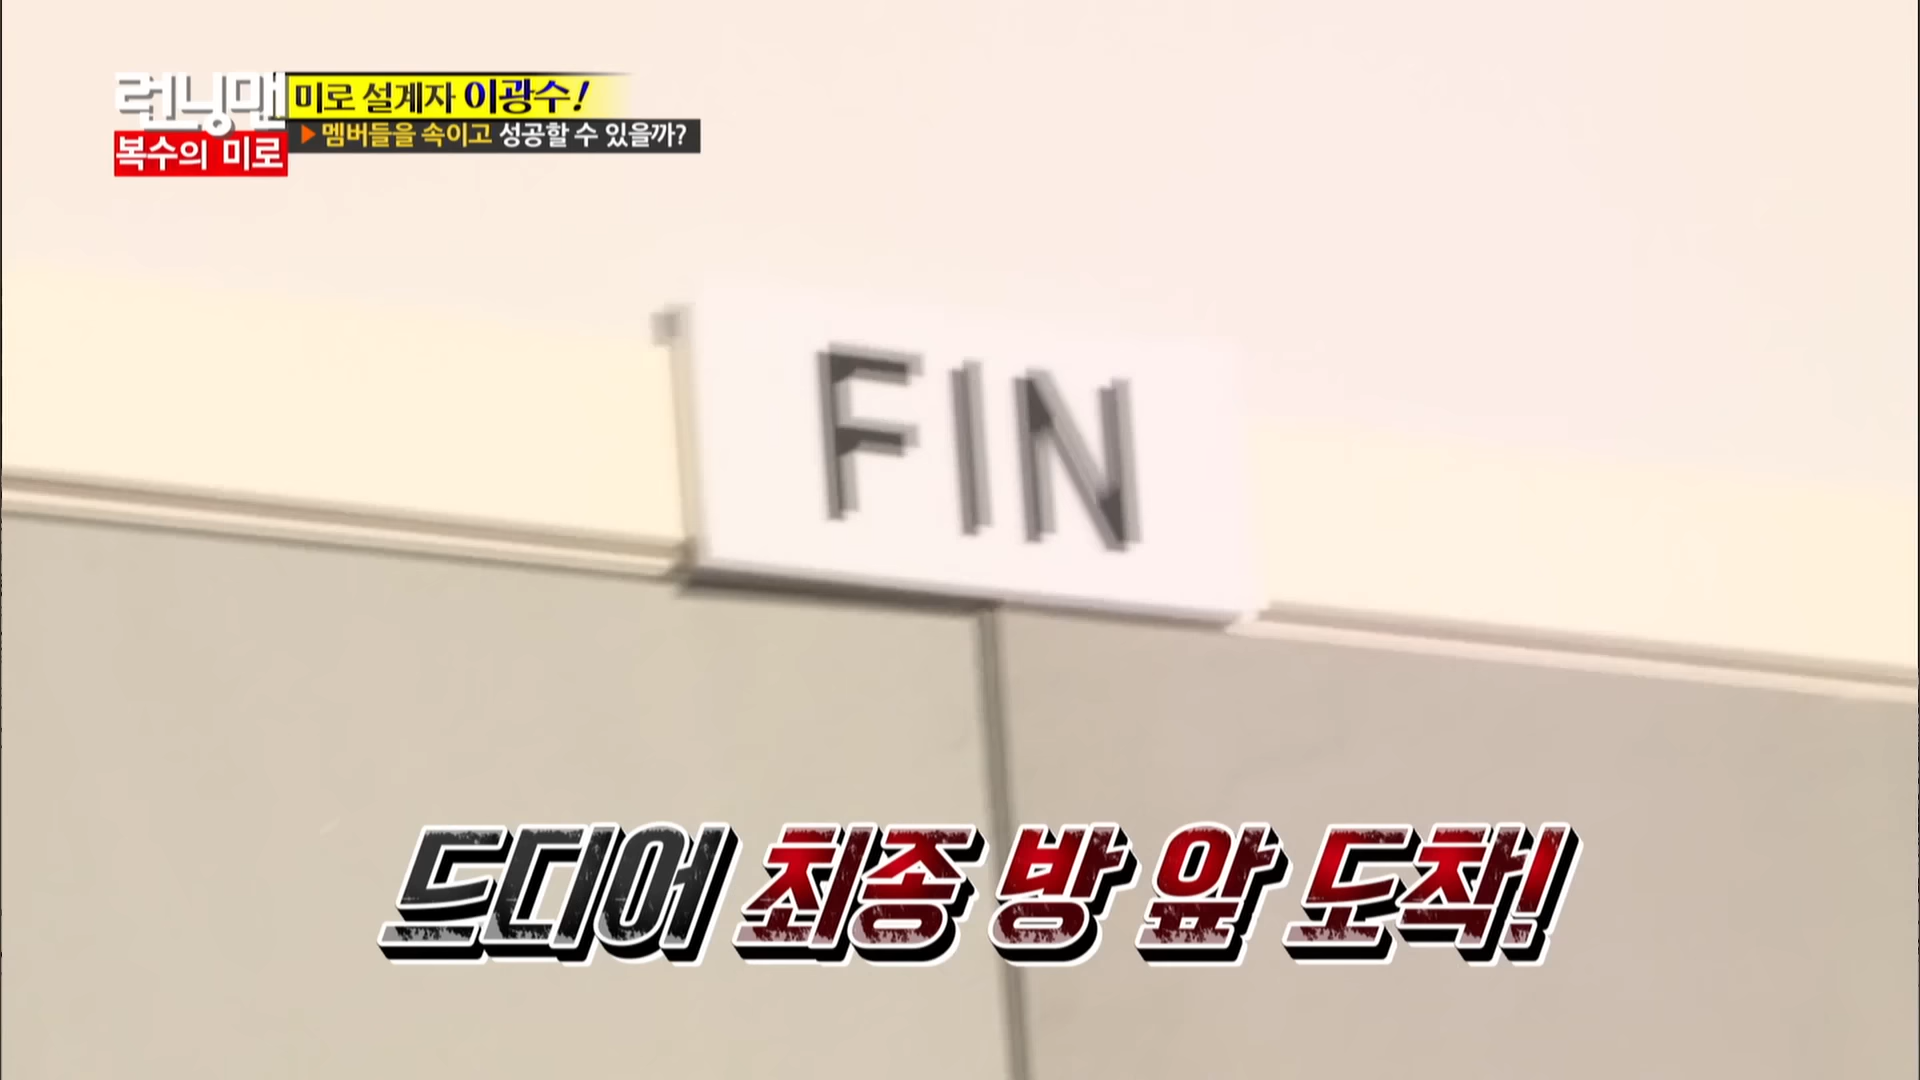 런닝맨
복수의 미로
미로 설계자 이광수!
▶멤버들을 속이고 성공할 수 있을까?
FIN
드디어 최종 방 앞 도착!